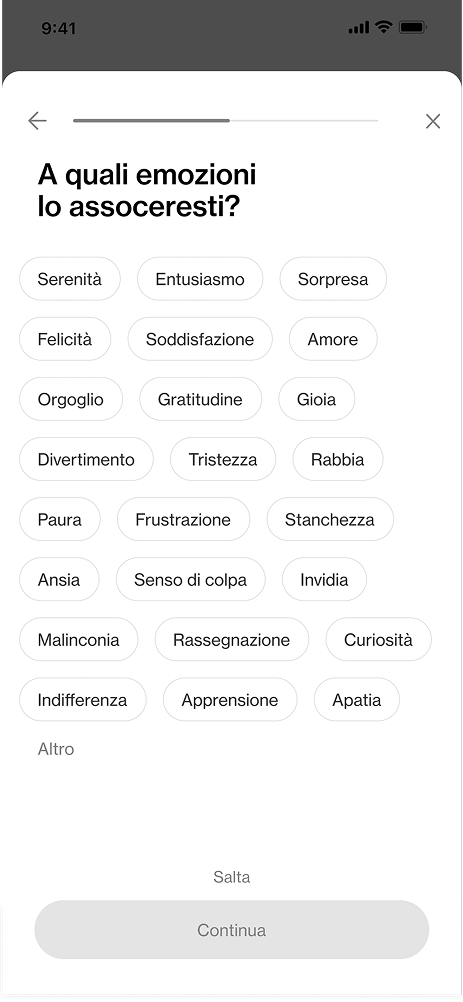 9:41
A quali emozioni
lo assoceresti?
Serenità Entusiasmo Sorpresa
Felicità Soddisfazione Amore
Orgoglio Gratitudine Gioia
Divertimento Tristezza Rabbia
Paura Frustrazione Stanchezza
Ansia Senso di colpa Invidia
Malinconia Rassegnazione Curiosità
Indifferenza Apprensione Apatia
Altro
Salta
Continua